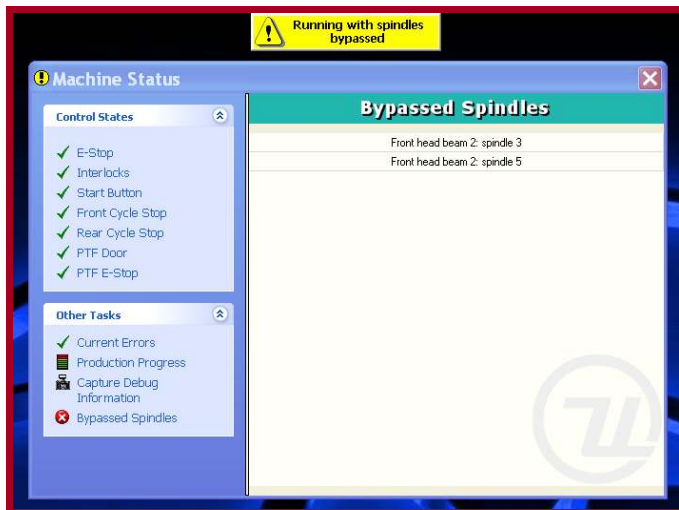 Running with spindles
bypassed
Machine Status
Control States
E-Stop
Interlocks
Start Button
Front Cycle Stop
Rear Cycle Stop
PTF Door
PTF E-Stop
Other Tasks
Current Errors
Production Progress
Capture Debug
Information
Bypassed Spindles
Bypassed Spindles
Front head beam 2: spindle 3
Front head beam 2: spindle 5